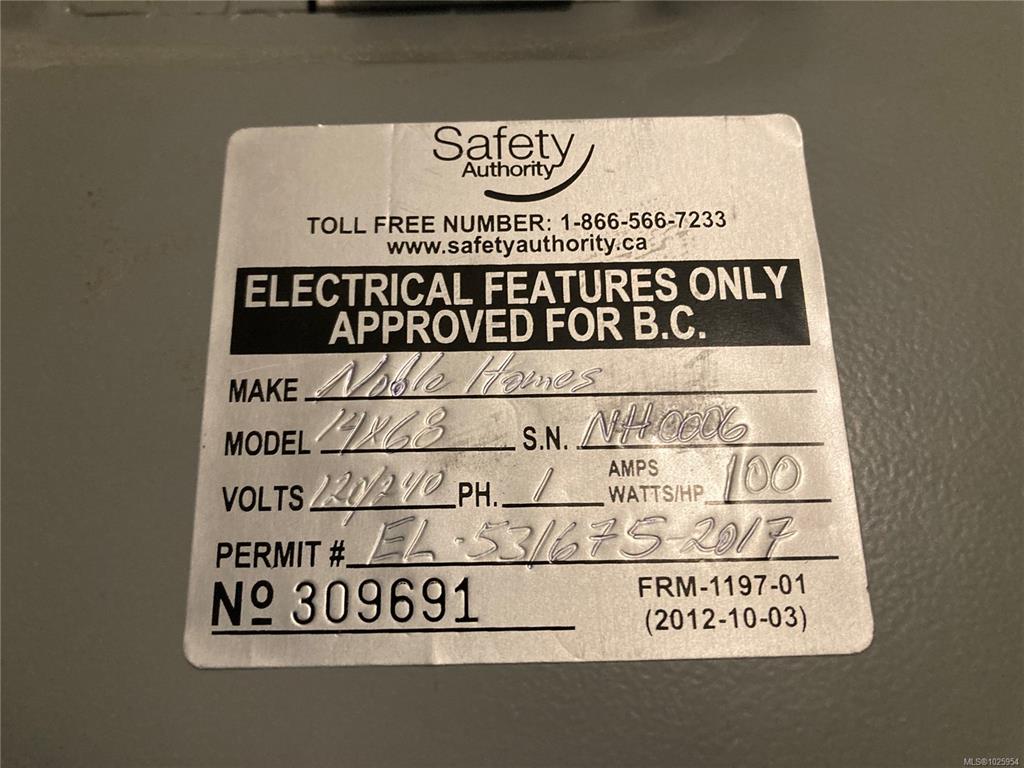 Safety
Authority
TOLL FREE NUMBER: 1-866-566-7233
www.safetyauthority.ca
ELECTRICAL FEATURES ONLY
APPROVED FOR B.C.
MAKE Noble Homes
MODEL 14x68 S.N. NH0006
VOLTS 120/240 PH. 1 AMPS WATTS/HP 100
PERMIT # EL-531675-2017
Nº 309691 FRM-1197-01
(2012-10-03)
MLS®1025954